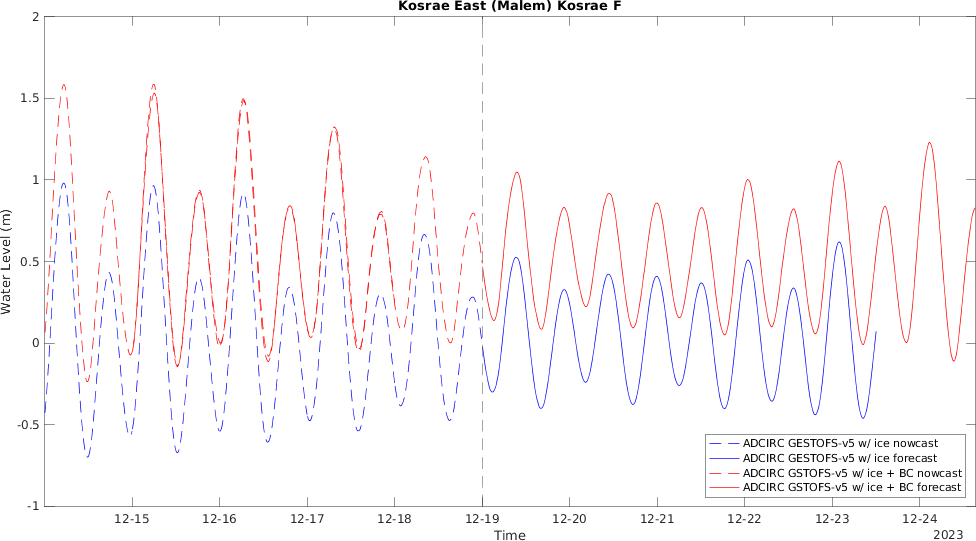 Kosrae East (Malem) Kosrae F
2
1.5
1
0.5
0
-0.5
-1
Water Level (m)
ADCIRC GESTOFS-v5 w/ ice nowcast
ADCIRC GESTOFS-v5 w/ ice forecast
ADCIRC GSTOFS-v5 w/ ice + BC nowcast
ADCIRC GSTOFS-v5 w/ ice + BC forecast
12-15 12-16 12-17 12-18 12-19 12-20 12-21 12-22 12-23 12-24
Time
2023